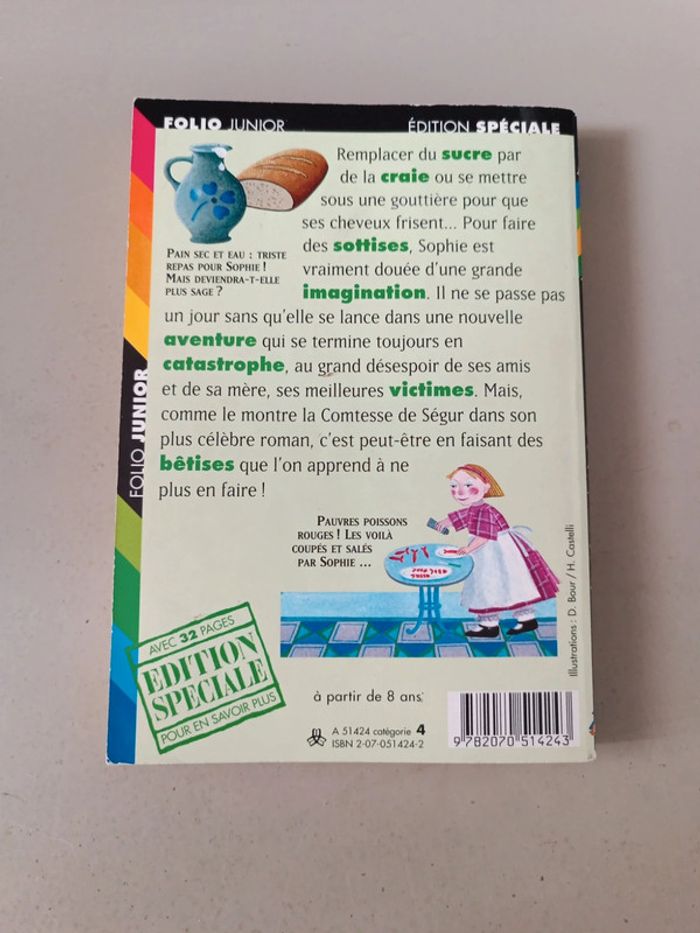 FOLIO JUNIOR
ÉDITION SPÉCIALE
Remplacer du sucre par
de la craie ou se mettre
sous une gouttière pour que
ses cheveux frisent... Pour faire
des sottises, Sophie est
vraiment douée d'une grande
imagination. Il ne se passe pas
un jour sans qu'elle se lance dans une nouvelle
aventure qui se termine toujours en
catastrophe, au grand désespoir de ses amis
et de sa mère, ses meilleures victimes. Mais,
comme le montre la Comtesse de Ségur dans son
plus célèbre roman, c'est peut-être en faisant des
bêtises que l'on apprend à ne
plus en faire !
PAIN SEC ET EAU : TRISTE
REPAS POUR SOPHIE !
MAIS DEVIENDRA-T-ELLE
PLUS SAGE ?
FOLIO JUNIOR
PAUVRES POISSONS
ROUGES ! LES VOILÀ
COUPÉS ET SALÉS
PAR SOPHIE ...
Illustrations : D. Bour / H. Castelli
AVEC 32 PAGES
EDITION
SPECIALE
POUR EN SAVOIR PLUS
à partir de 8 ans
A 51424 catégorie 4
ISBN 2-07-051424-2
9 782070 514243